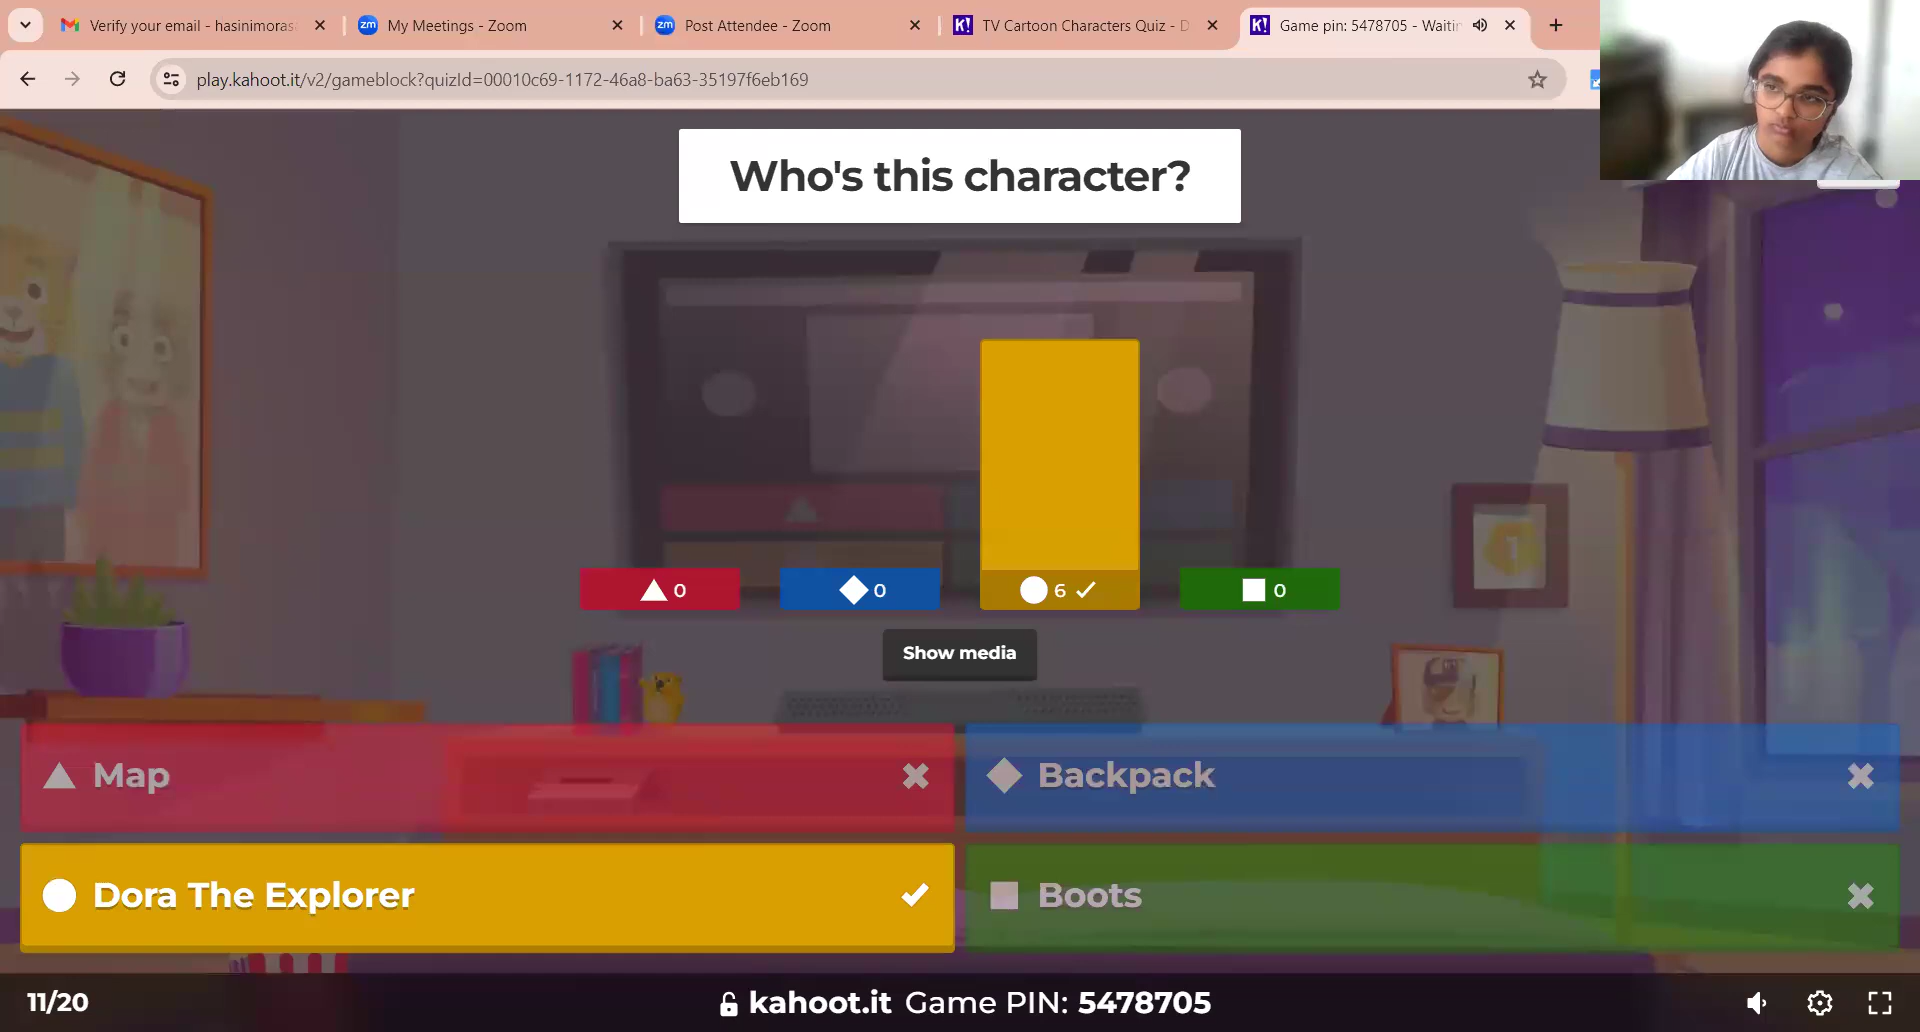 Verify your email - hasinimoras
My Meetings - Zoom
Post Attendee - Zoom
TV Cartoon Characters Quiz - D
Game pin: 5478705 - Waitin
play.kahoot.it/v2/gameblock?quizId=00010c69-1172-46a8-ba63-35197f6eb169
Who's this character?
0
0
6
0
Show media
Map
Backpack
Dora The Explorer
Boots
11/20
kahoot.it Game PIN: 5478705